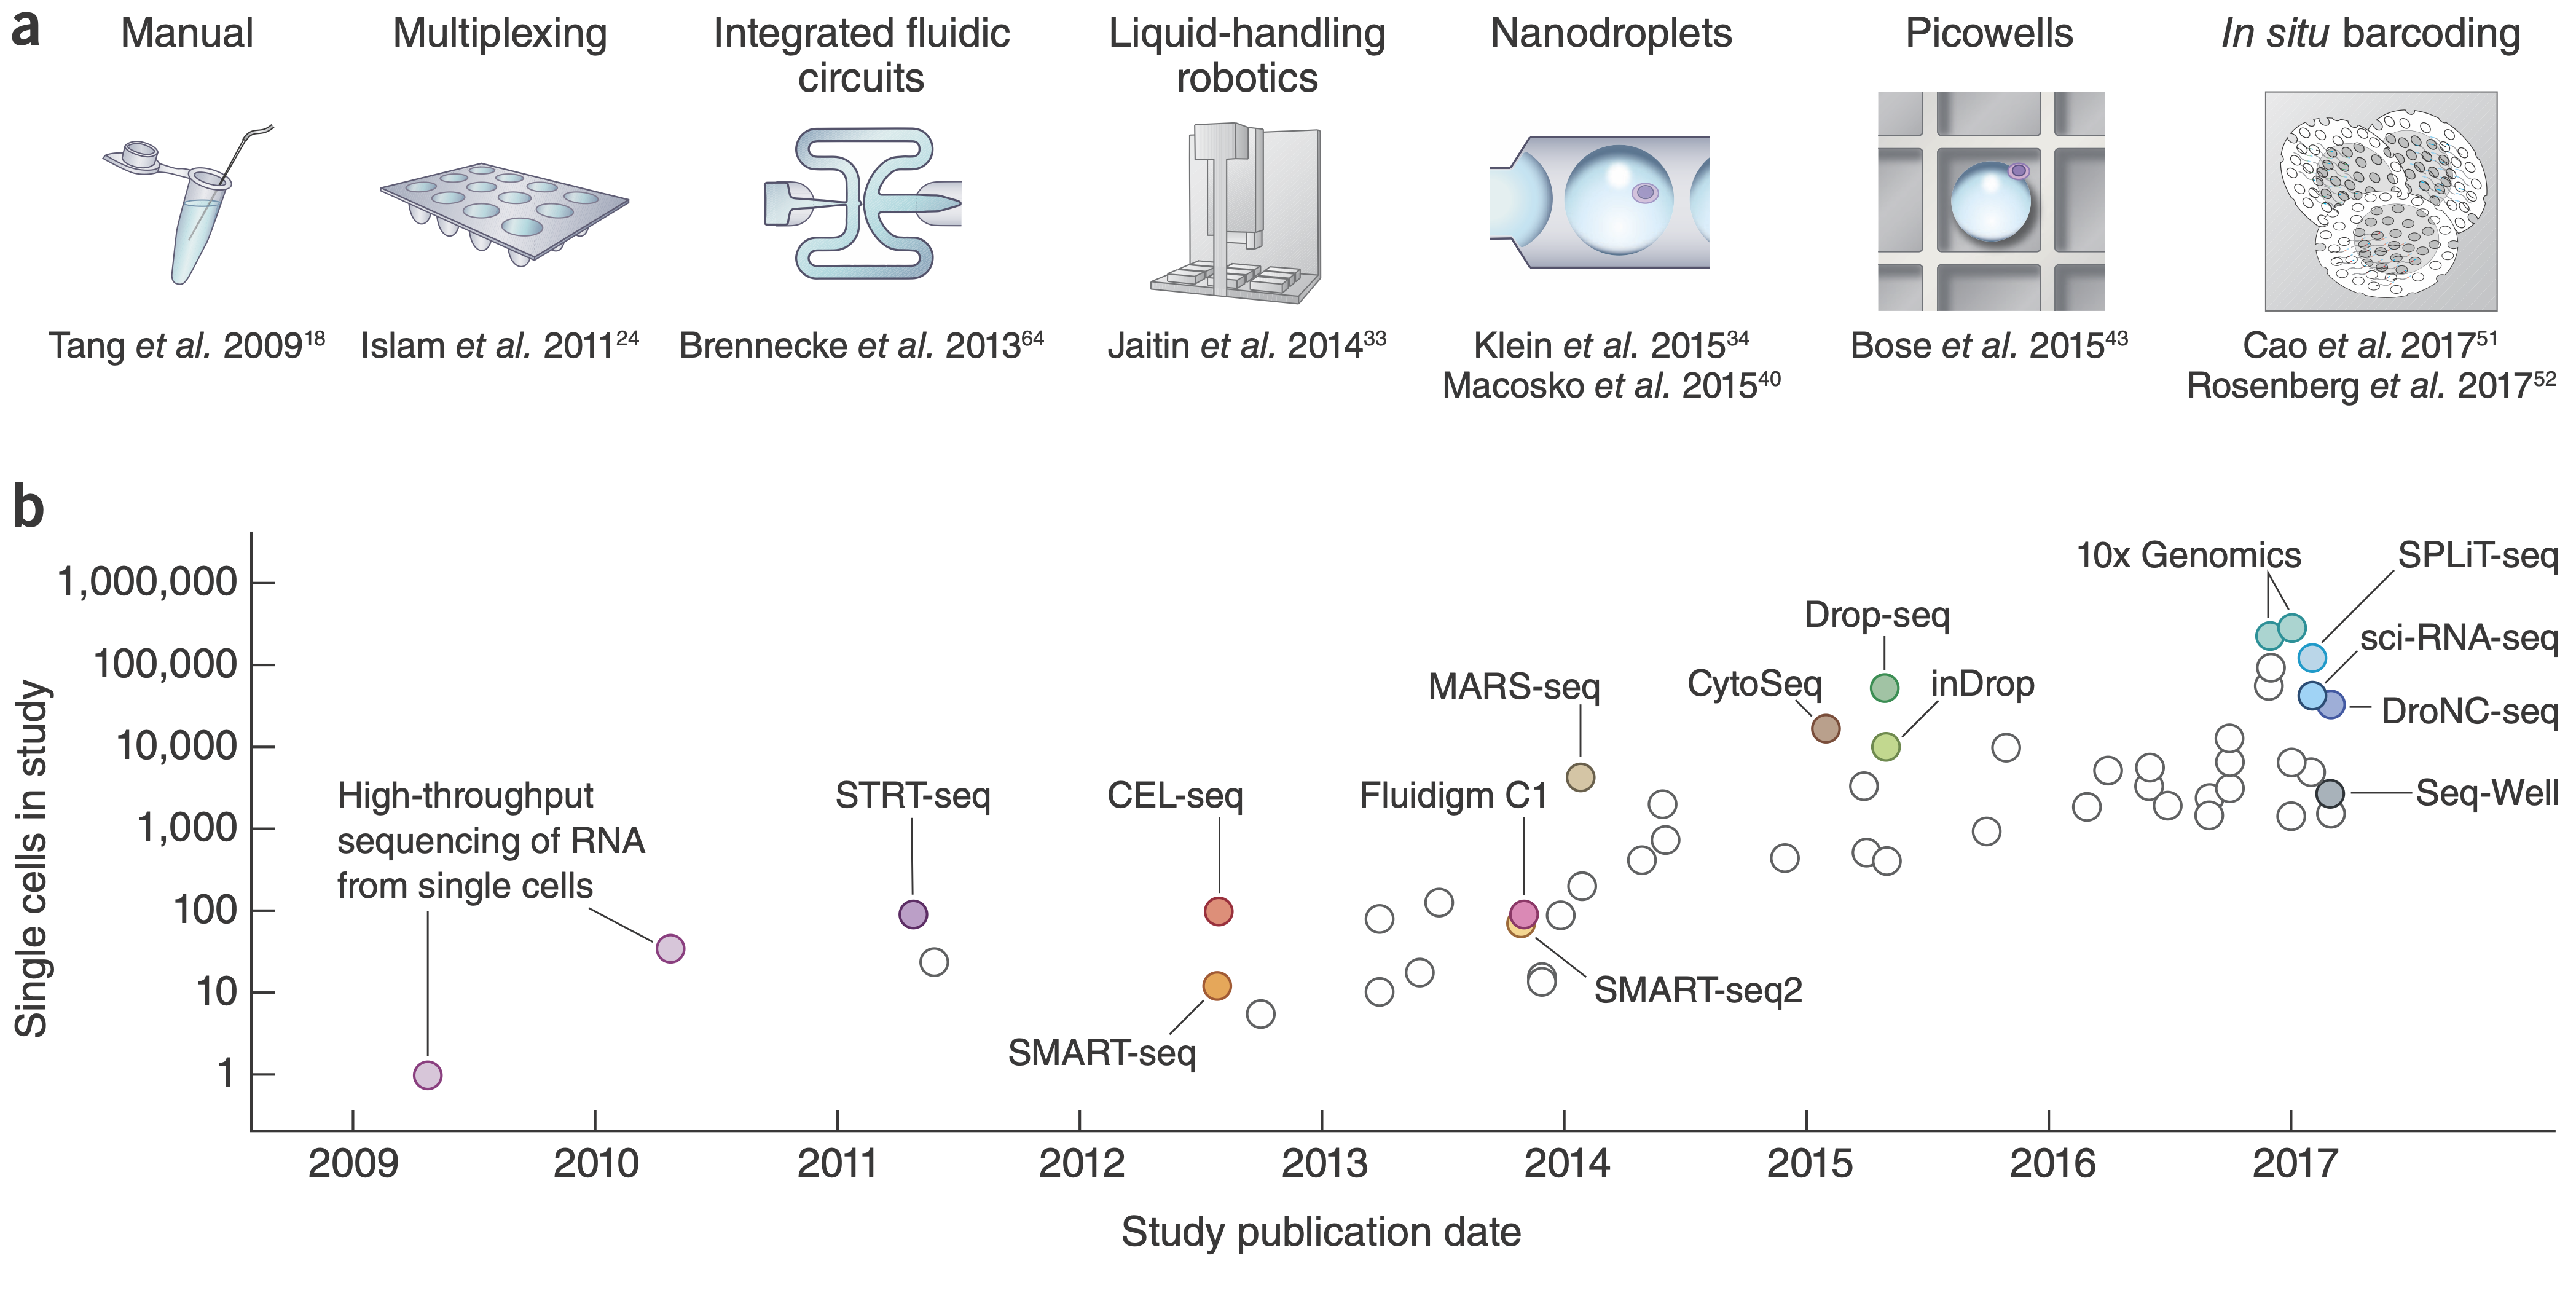 a
Manual
Multiplexing
Integrated fluidic
circuits
Liquid-handling
robotics
Nanodroplets
Picowells
In situ barcoding
Tang et al. 2009¹⁸
Islam et al. 2011²⁴
Brennecke et al. 2013⁶⁴
Jaitin et al. 2014³³
Klein et al. 2015³⁴
Macosko et al. 2015⁴⁰
Bose et al. 2015⁴³
Cao et al. 2017⁵¹
Rosenberg et al. 2017⁵²
b
Single cells in study
1,000,000
100,000
10,000
1,000
100
10
1
High-throughput
sequencing of RNA
from single cells
STRT-seq
CEL-seq
SMART-seq
Fluidigm C1
SMART-seq2
MARS-seq
CytoSeq
Drop-seq
inDrop
10x Genomics
SPLiT-seq
sci-RNA-seq
DroNC-seq
Seq-Well
2009
2010
2011
2012
2013
2014
2015
2016
2017
Study publication date